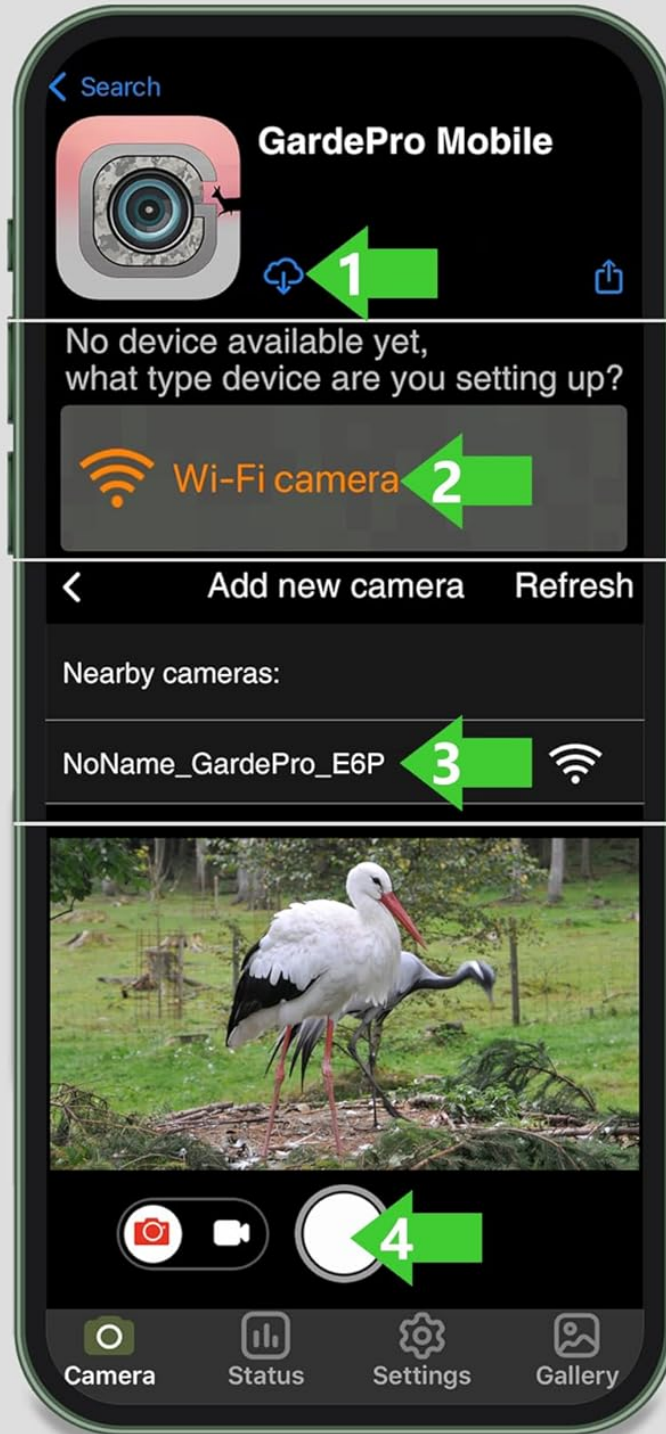 Search
GardePro Mobile
1
No device available yet,
what type device are you setting up?
Wi-Fi camera 2
Add new camera Refresh
Nearby cameras:
NoName_GardePro_E6P 3
4
Camera Status Settings Gallery